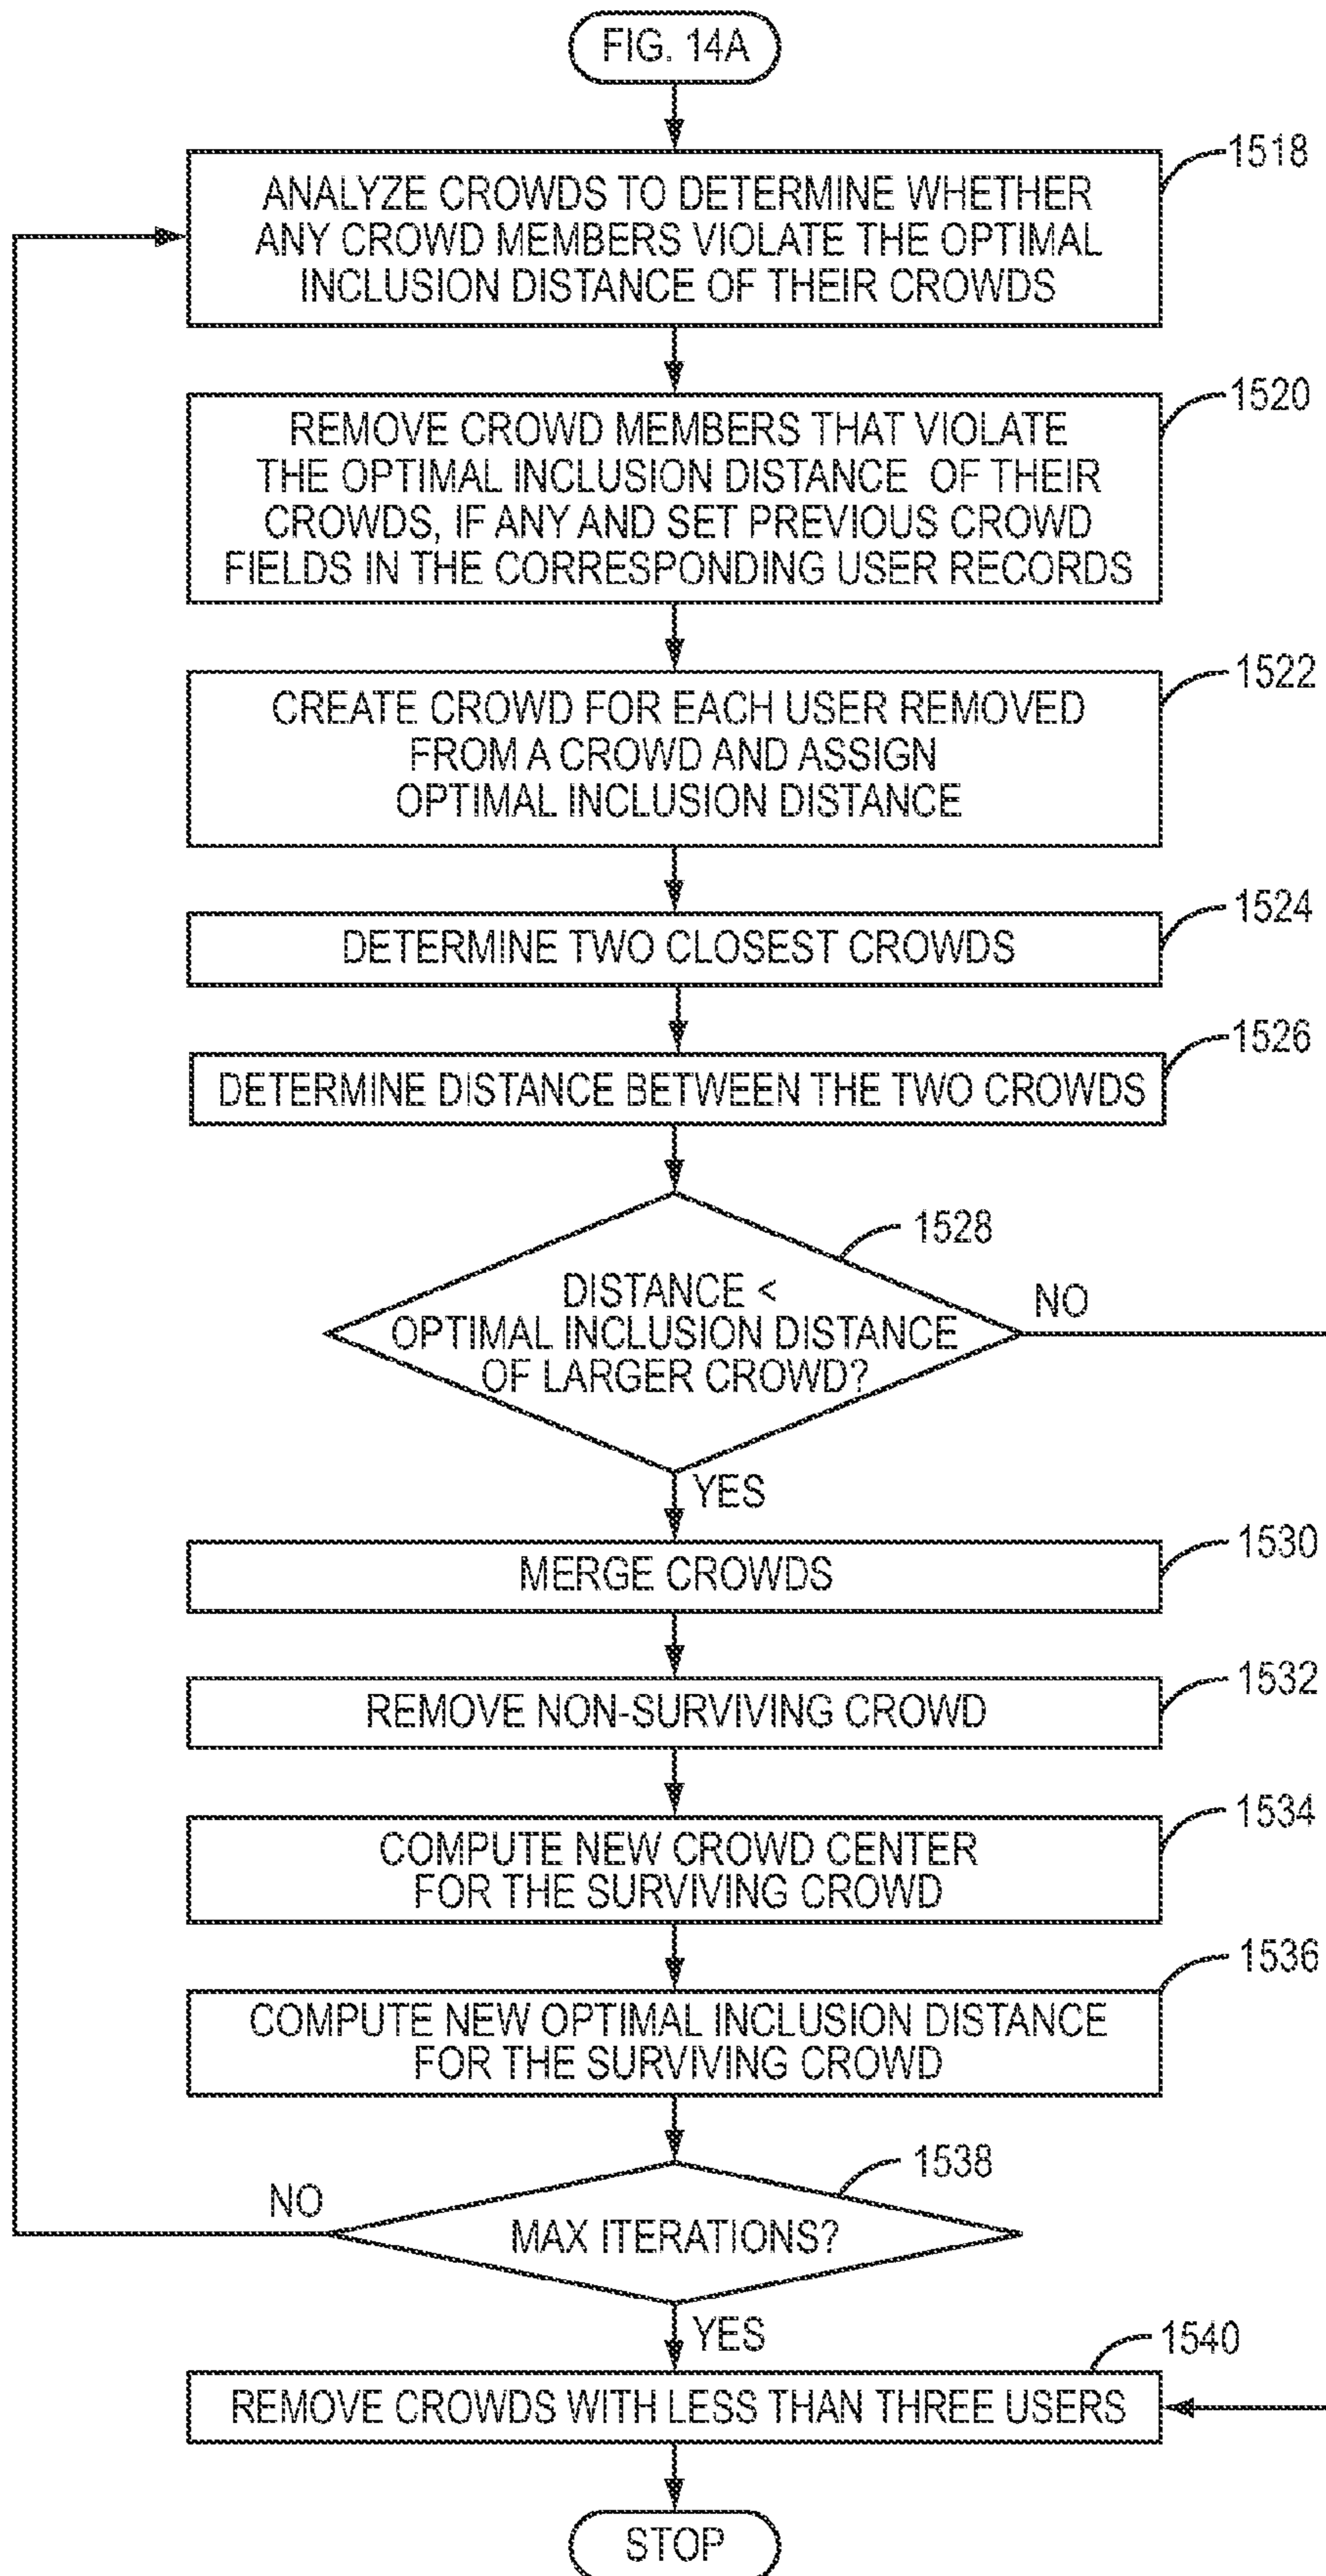 FIG. 14A
1518
ANALYZE CROWDS TO DETERMINE WHETHER
ANY CROWD MEMBERS VIOLATE THE OPTIMAL
INCLUSION DISTANCE OF THEIR CROWDS
1520
REMOVE CROWD MEMBERS THAT VIOLATE
THE OPTIMAL INCLUSION DISTANCE OF THEIR
CROWDS, IF ANY AND SET PREVIOUS CROWD
FIELDS IN THE CORRESPONDING USER RECORDS
1522
CREATE CROWD FOR EACH USER REMOVED
FROM A CROWD AND ASSIGN
OPTIMAL INCLUSION DISTANCE
1524
DETERMINE TWO CLOSEST CROWDS
1526
DETERMINE DISTANCE BETWEEN THE TWO CROWDS
1528
DISTANCE <
OPTIMAL INCLUSION DISTANCE
OF LARGER CROWD?
NO
YES
1530
MERGE CROWDS
1532
REMOVE NON-SURVIVING CROWD
1534
COMPUTE NEW CROWD CENTER
FOR THE SURVIVING CROWD
1536
COMPUTE NEW OPTIMAL INCLUSION DISTANCE
FOR THE SURVIVING CROWD
1538
NO
MAX ITERATIONS?
YES
1540
REMOVE CROWDS WITH LESS THAN THREE USERS
STOP